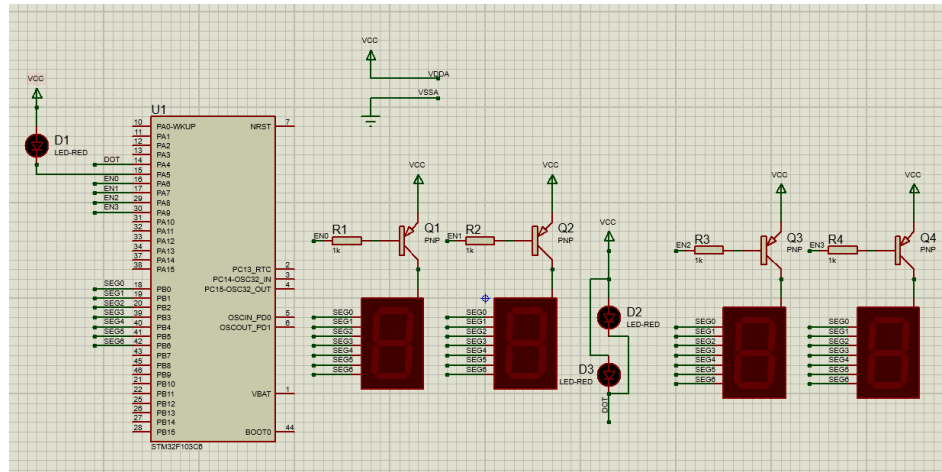 VCC
VDDA
VSSA
VCC
D1
LED-RED
DOT
EN0
EN1
EN2
EN3
SEG0
SEG1
SEG2
SEG3
SEG4
SEG5
SEG6
U1
10 PA0-WKUP NRST 7
11 PA1
12 PA2
13 PA3
14 PA4
15 PA5
16 PA6
17 PA7
29 PA8
30 PA9
31 PA10
32 PA11
33 PA12
34 PA13
37 PA14
38 PA15
PC13_RTC 2
PC14-OSC32_IN 3
PC15-OSC32_OUT 4
18 PB0 OSCIN_PD0 5
19 PB1 OSCOUT_PD1 6
20 PB2
39 PB3
40 PB4
41 PB5
42 PB6
43 PB7
45 PB8
46 PB9
21 PB10
22 PB11 VBAT 1
25 PB12
26 PB13
27 PB14
28 PB15 BOOT0 44
STM32F103C6
VCC
EN0 R1 Q1
1k PNP
SEG0
SEG1
SEG2
SEG3
SEG4
SEG5
SEG6
VCC
EN1 R2 Q2
1k PNP
SEG0
SEG1
SEG2
SEG3
SEG4
SEG5
SEG6
VCC
D2
LED-RED
D3
LED-RED
DOT
VCC
EN2 R3 Q3
1k PNP
SEG0
SEG1
SEG2
SEG3
SEG4
SEG5
SEG6
VCC
EN3 R4 Q4
1k PNP
SEG0
SEG1
SEG2
SEG3
SEG4
SEG5
SEG6